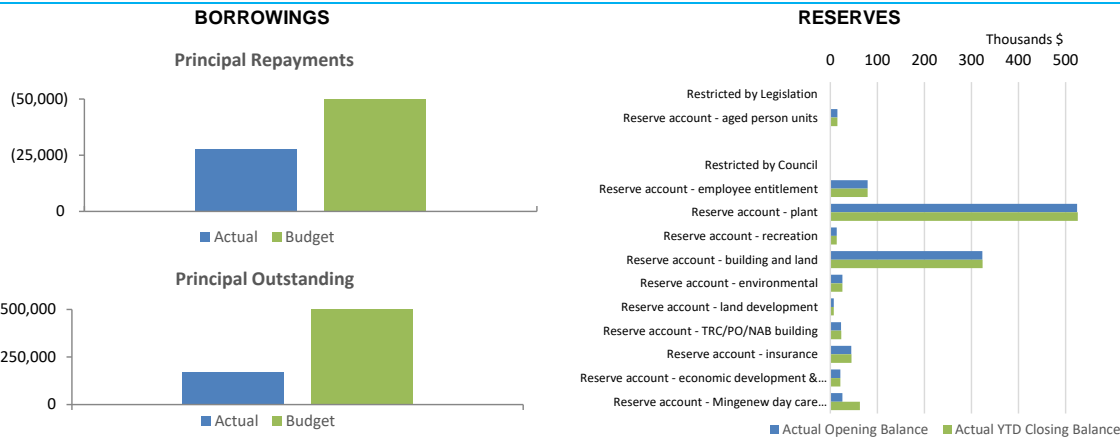 BORROWINGS
Principal Repayments
(50,000)
(25,000)
0
Actual Budget
Principal Outstanding
500,000
250,000
0
Actual Budget
RESERVES
Thousands $
0 100 200 300 400 500
Restricted by Legislation
Reserve account - aged person units
Restricted by Council
Reserve account - employee entitlement
Reserve account - plant
Reserve account - recreation
Reserve account - building and land
Reserve account - environmental
Reserve account - land development
Reserve account - TRC/PO/NAB building
Reserve account - insurance
Reserve account - economic development &...
Reserve account - Mingenew day care...
Actual Opening Balance Actual YTD Closing Balance